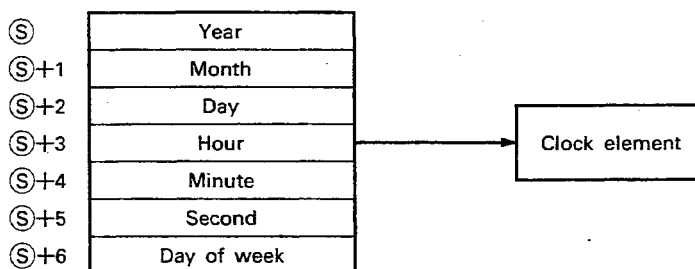 Ⓢ Year
Ⓢ+1 Month
Ⓢ+2 Day
Ⓢ+3 Hour
Clock element
Ⓢ+4 Minute
Ⓢ+5 Second
Ⓢ+6 Day of week